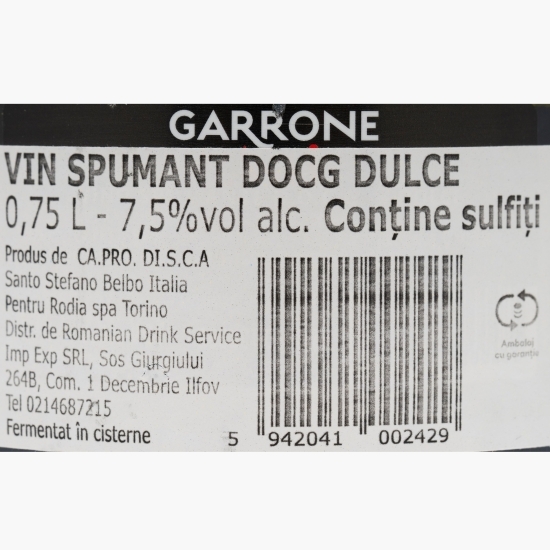 GARRONE
VIN SPUMANT DOCG DULCE
0,75 L - 7,5%vol alc. Conține sulfiți
Produs de CA.PRO. DI.S.C.A
Santo Stefano Belbo Italia
Pentru Rodia spa Torino
Distr. de Romanian Drink Service
Imp Exp SRL, Sos Giurgiului
264B, Com. 1 Decembrie Ilfov
Tel 0214687215
Fermentat în cisterne
5 942041 002429
Ambalaj
cu garanție